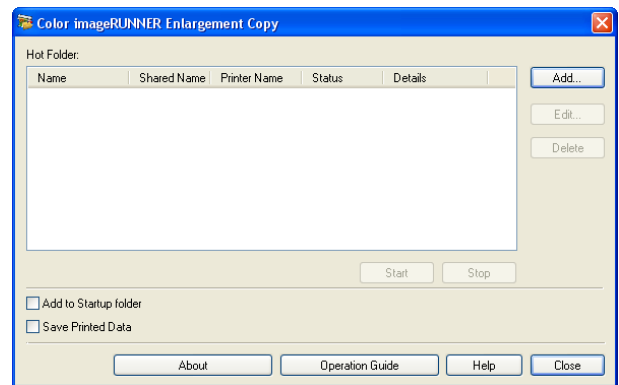 Color imageRUNNER Enlargement Copy
Hot Folder:
Name Shared Name Printer Name Status Details
Add...
Edit...
Delete
Start Stop
Add to Startup folder
Save Printed Data
About Operation Guide Help Close